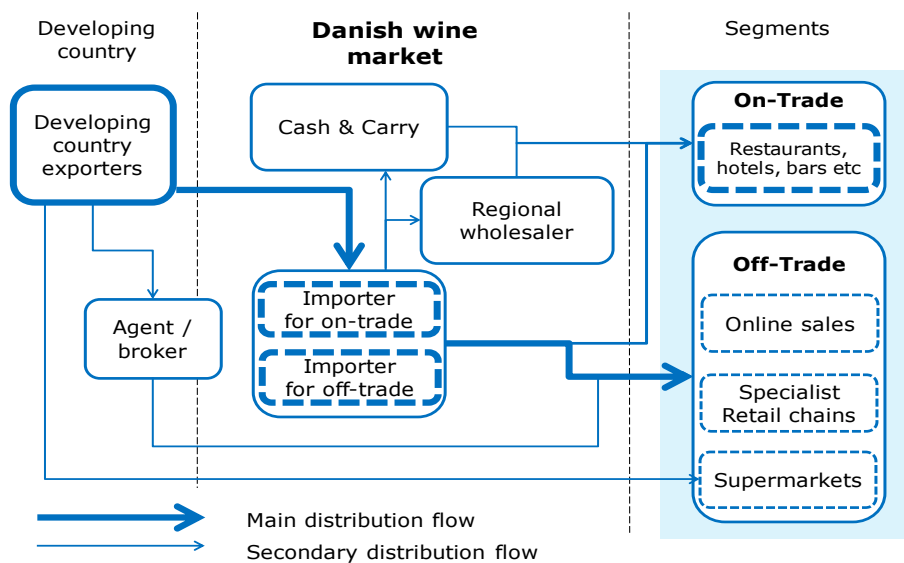 Developing
country
Danish wine
market
Segments
Developing
country
exporters
Cash & Carry
Regional
wholesaler
On-Trade
Restaurants,
hotels, bars etc
Agent /
broker
Importer
for on-trade
Importer
for off-trade
Off-Trade
Online sales
Specialist
Retail chains
Supermarkets
Main distribution flow
Secondary distribution flow